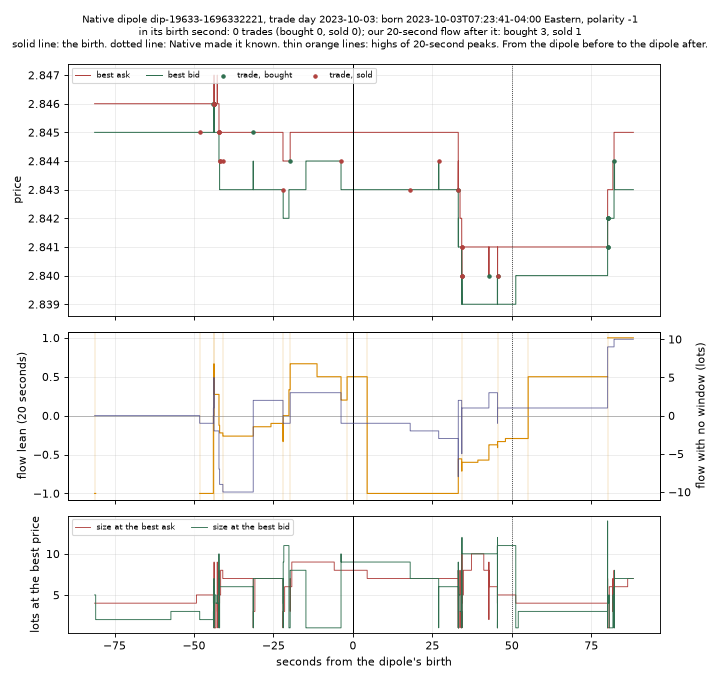 Native dipole dip-19633-1696332221, trade day 2023-10-03: born 2023-10-03T07:23:41-04:00 Eastern, polarity -1
in its birth second: 0 trades (bought 0, sold 0); our 20-second flow after it: bought 3, sold 1
solid line: the birth. dotted line: Native made it known. thin orange lines: highs of 20-second peaks. From the dipole before to the dipole after.
best ask
best bid
trade, bought
trade, sold
2.847
2.846
2.845
2.844
2.843
2.842
2.841
2.840
2.839
price
1.0
0.5
0.0
−0.5
−1.0
flow lean (20 seconds)
10
5
0
−5
−10
flow with no window (lots)
size at the best ask
size at the best bid
10
5
lots at the best price
−75
−50
−25
0
25
50
75
seconds from the dipole's birth